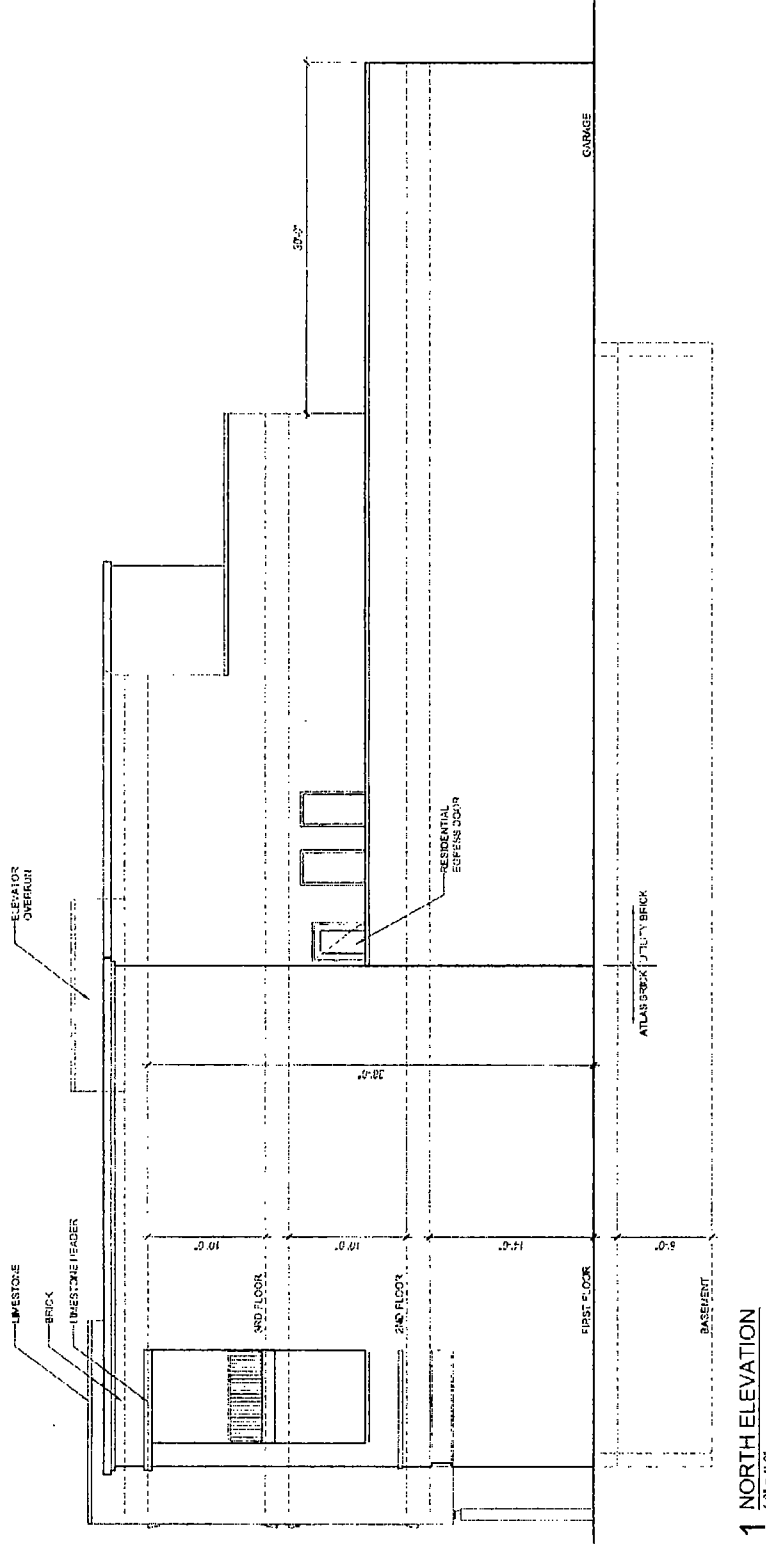 LIMESTONE
BRICK
LIMESTONE HEADER
ELEVATOR
OVERRUN
30'-0"
10'-0"
10'-0"
14'-0"
38'-0"
3RD FLOOR
2ND FLOOR
FIRST FLOOR
BASEMENT
RESIDENTIAL
EGRESS DOOR
GARAGE
ATLAS BRICK UTILITY BRICK
1 NORTH ELEVATION